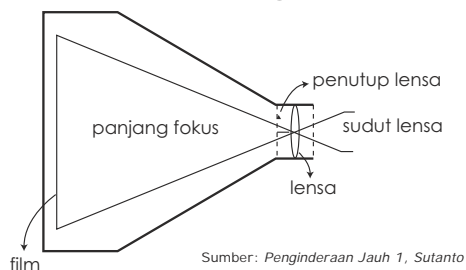 penutup lensa
panjang fokus
sudut lensa
lensa
film
Sumber: Penginderaan Jauh 1, Sutanto